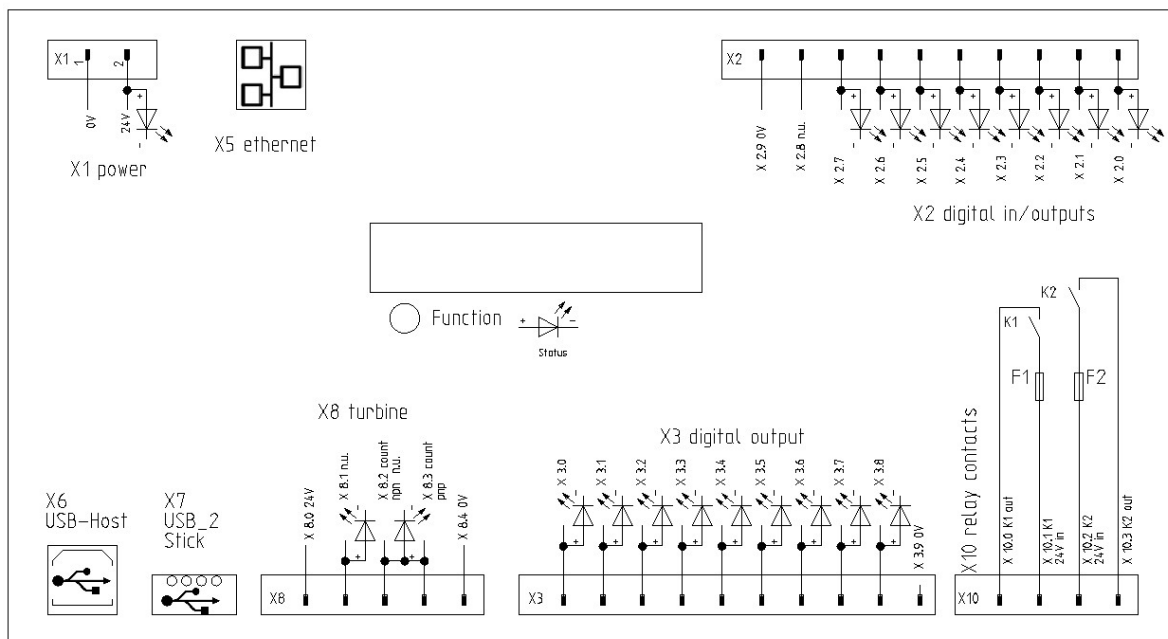 X1
1
2
0V
24V
+
-
X1 power
X5 ethernet
X2
+ + + + + + + +
- - - - - - - -
X 2.9 0V
X 2.8 n.u.
X 2.7
X 2.6
X 2.5
X 2.4
X 2.3
X 2.2
X 2.1
X 2.0
X2 digital in/outputs
Function
+
-
Status
K1
K2
F1
F2
X10 relay contacts
X 10.0 K1 out
X 10.1 K1
24V in
X 10.2 K2
24V in
X 10.3 K2 out
X10
X8 turbine
X 8.0 24V
X 8.1 n.u.
X 8.2 count
npn n.u.
X 8.3 count
pnp
X 8.4 0V
- -
+ +
X8
X3 digital output
X 3.0
X 3.1
X 3.2
X 3.3
X 3.4
X 3.5
X 3.6
X 3.7
X 3.8
X 3.9 0V
- - - - - - - - -
+ + + + + + + + +
X3
X6
USB-Host
X7
USB_2
Stick